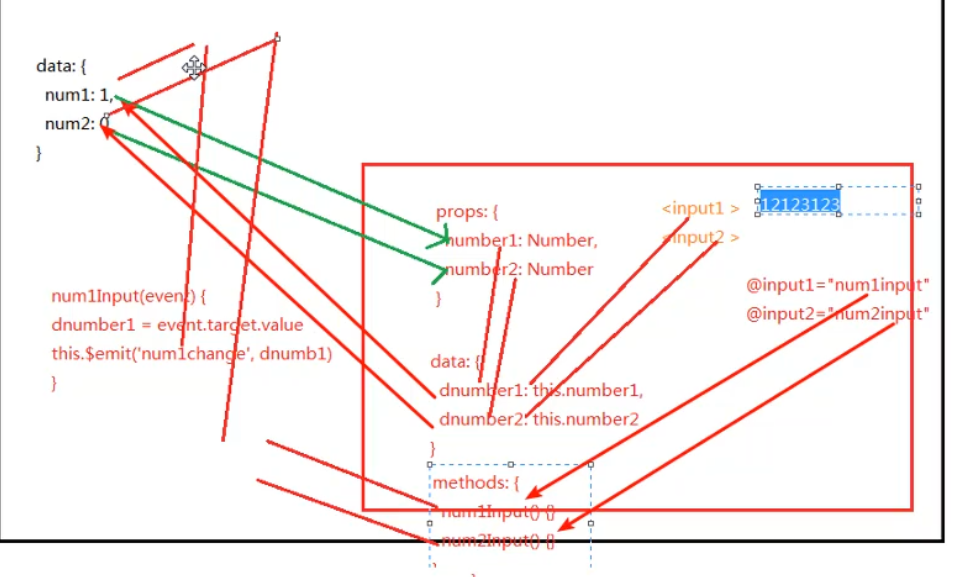 data: {
num1: 1,
num2: 0
}
num1Input(event) {
dnumber1 = event.target.value
this.$emit('num1change', dnumb1)
}
props: {
number1: Number,
number2: Number
}
data: {
dnumber1: this.number1,
dnumber2: this.number2
}
methods: {
num1Input() {}
num2Input() {}
}
<input1 >
<input2 >
12123123
@input1="num1input"
@input2="num2input"